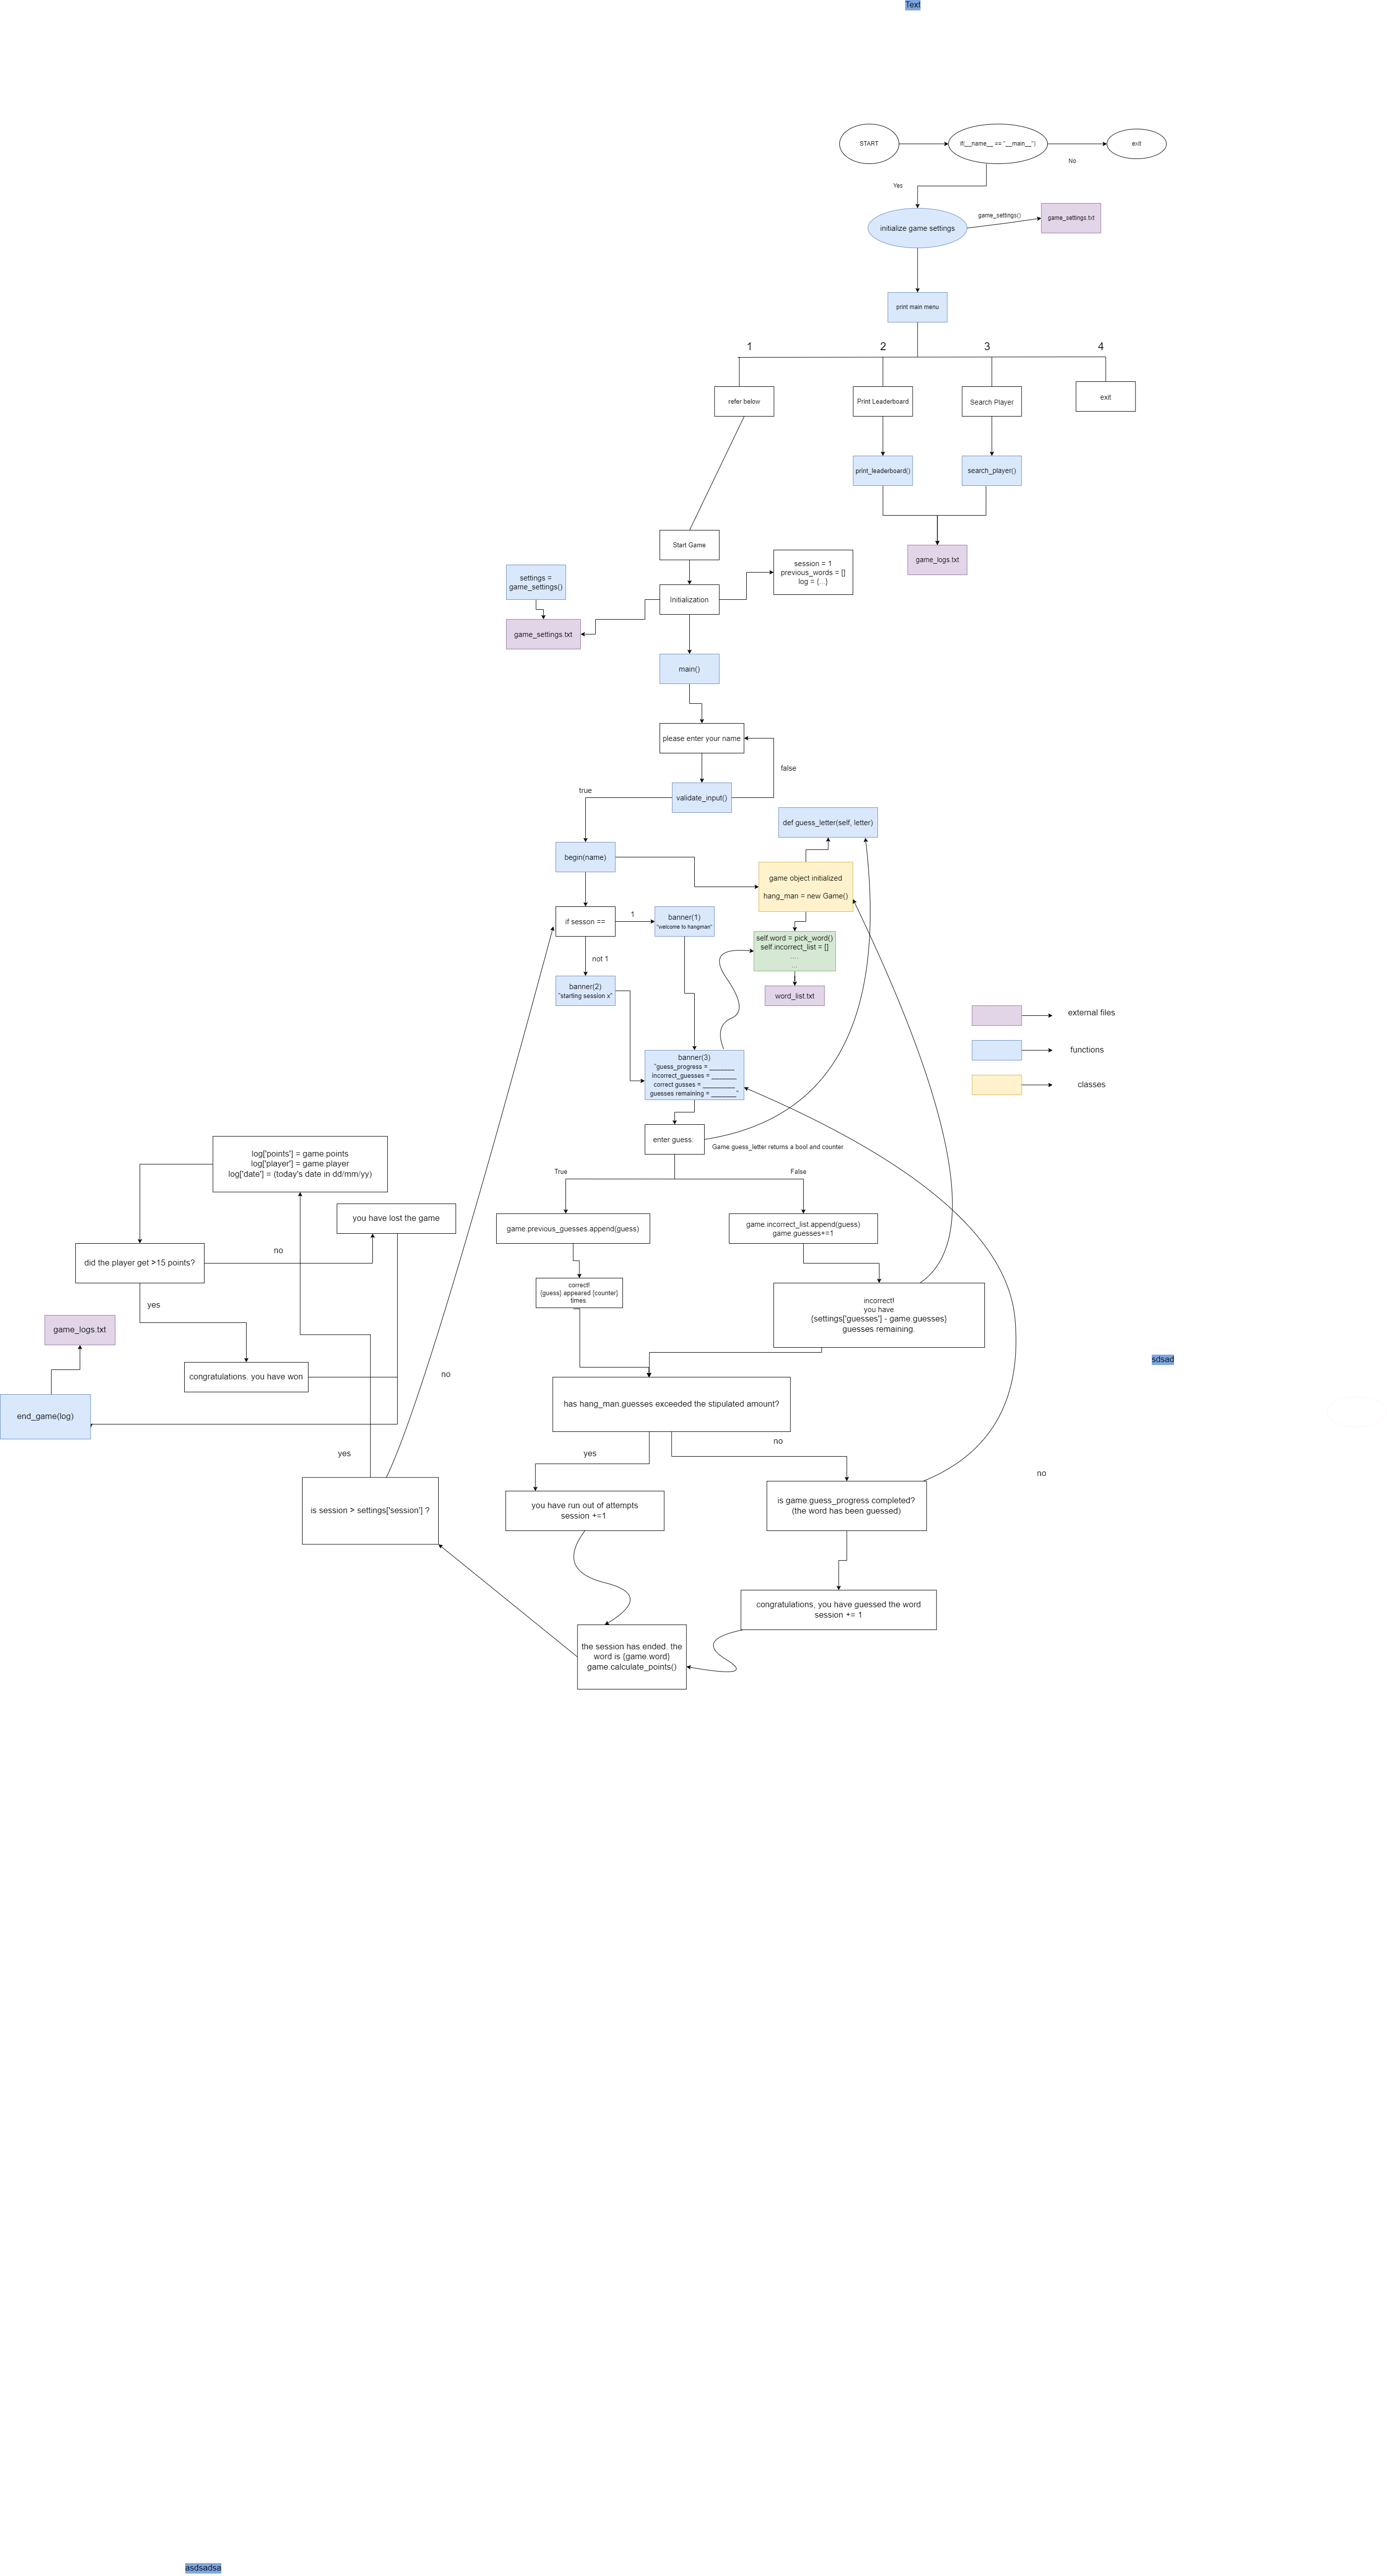 Text
START
if(__name__ == "__main__")
exit
No
Yes
initialize game settings
game_settings()
game_settings.txt
print main menu
1
2
3
4
refer below
Print Leaderboard
Search Player
exit
print_leaderboard()
search_player()
Start Game
game_logs.txt
session = 1
previous_words = []
log = {...}
settings =
game_settings()
Initialization
game_settings.txt
main()
please enter your name
false
true
validate_input()
def guess_letter(self, letter)
begin(name)
game object initialized
hang_man = new Game()
if sesson ==
1
banner(1)
"welcome to hangman"
self.word = pick_word()
self.incorrect_list = []
....
...
not 1
banner(2)
"starting session x"
word_list.txt
external files
functions
classes
banner(3)
"guess_progress = _______
incorrect_guesses = _______
correct gusses = _________
guesses remaining = _______"
enter guess:
Game.guess_letter returns a bool and counter
log['points'] = game.points
log['player'] = game.player
log['date'] = (today's date in dd/mm/yy)
True
False
you have lost the game
game.previous_guesses.append(guess)
game.incorrect_list.append(guess)
game.guesses+=1
no
did the player get >15 points?
correct!
{guess} appeared {counter}
times.
yes
incorrect!
you have
{settings['guesses'] - game.guesses}
guesses remaining.
game_logs.txt
sdsad
congratulations. you have won
no
has hang_man.guesses exceeded the stipulated amount?
end_game(log)
yes
yes
no
no
is session > settings['session'] ?
you have run out of attempts
session +=1
is game.guess_progress completed?
(the word has been guessed)
congratulations, you have guessed the word
session += 1
the session has ended. the
word is {game.word}
game.calculate_points()
asdsadsa